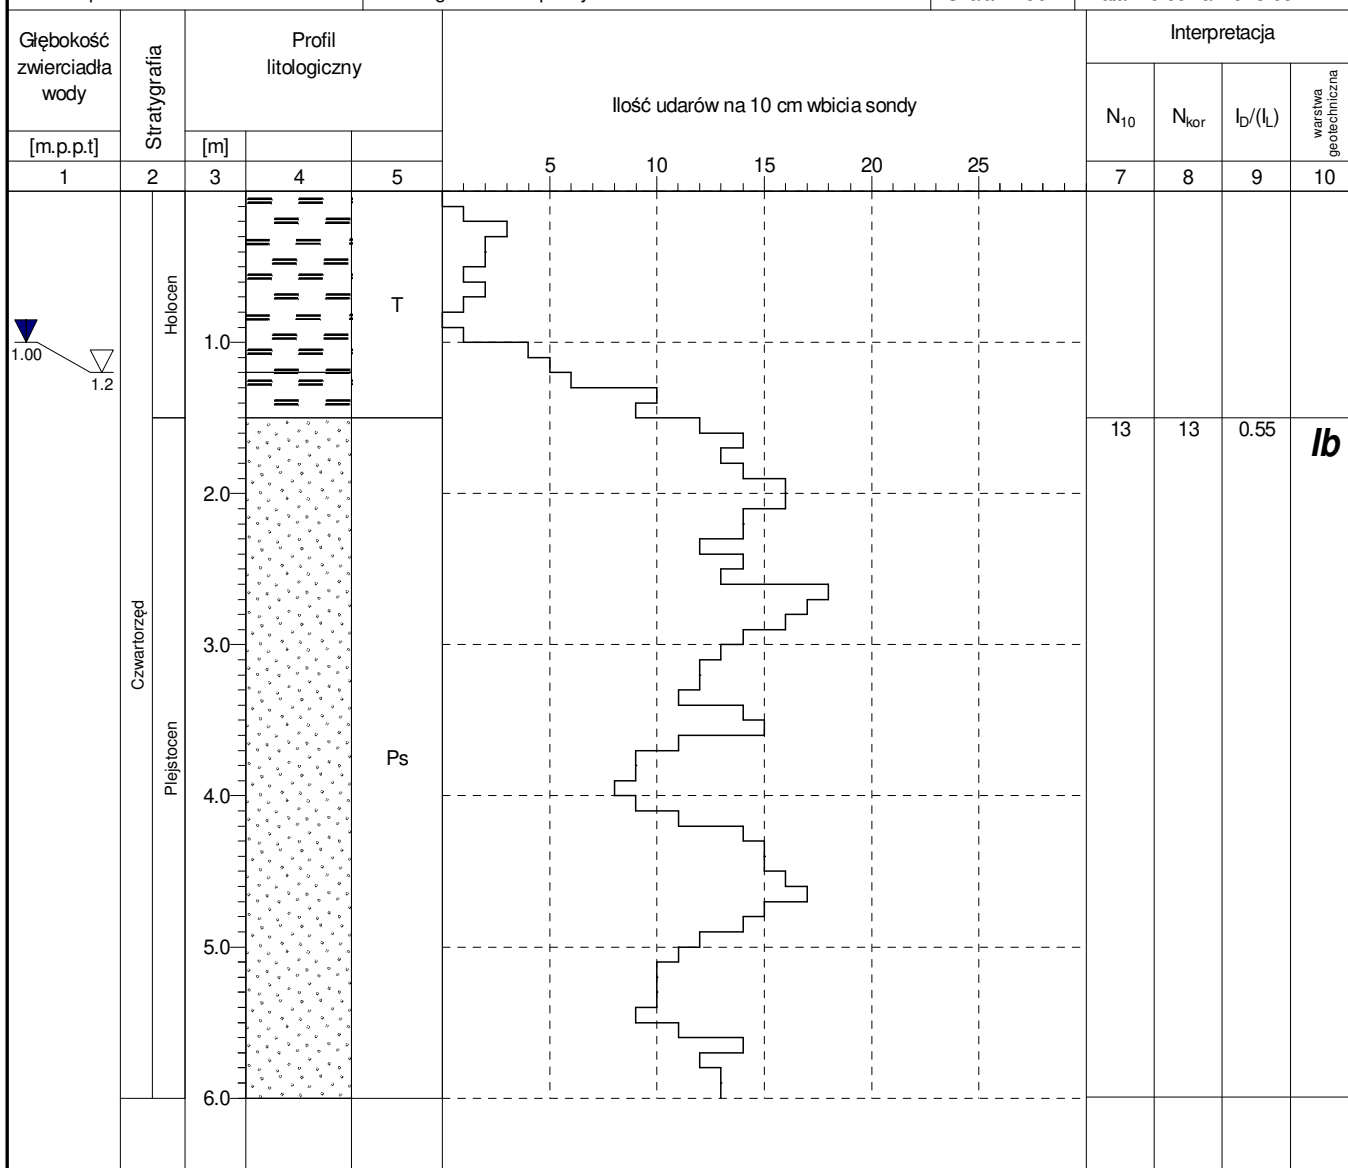 Głębokość
zwierciadła
wody
[m.p.p.t]
Stratygrafia
Profil
litologiczny
[m]
Ilość udarów na 10 cm wbicia sondy
5 10 15 20 25
Interpretacja
N10
Nkor
ID/(IL)
warstwa
geotechniczna
1 2 3 4 5 7 8 9 10
Holocen
T
1.0
1.00
1.2
13 13 0.55 Ib
2.0
3.0
Czwartorzęd
Plejstocen
Ps
4.0
5.0
6.0